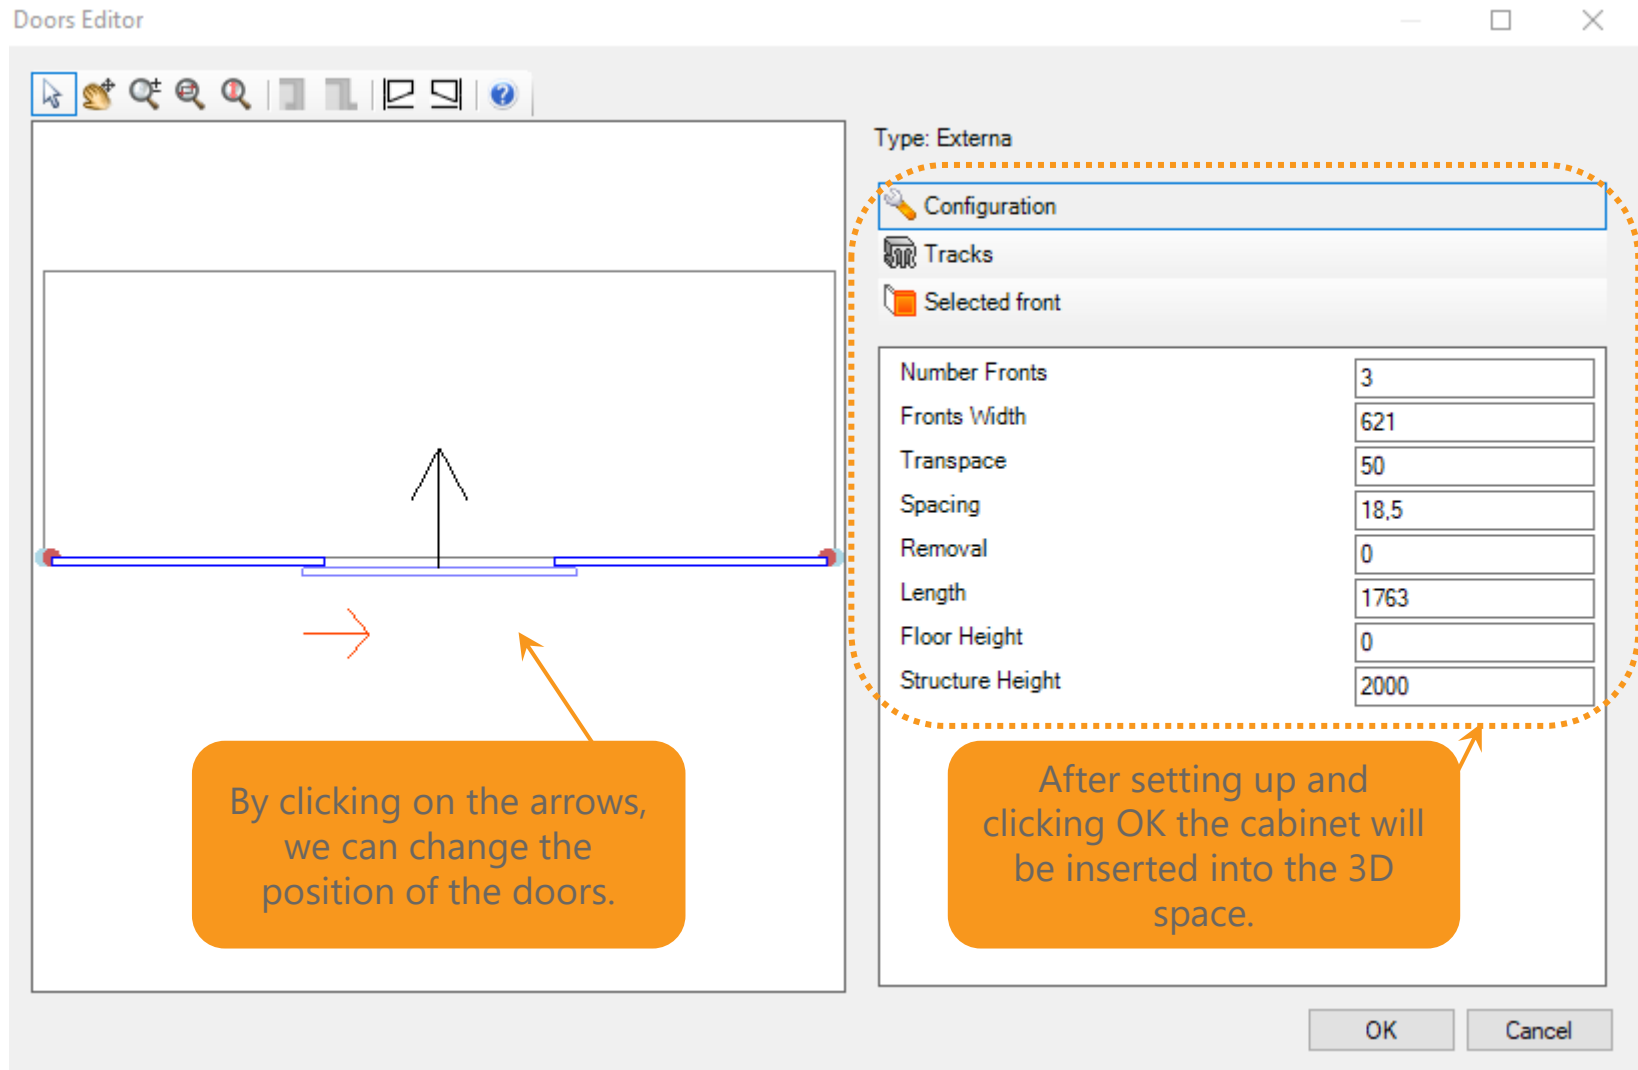 Doors Editor
Type: Externa
Configuration
Tracks
Selected front
Number Fronts 3
Fronts Width 621
Transpace 50
Spacing 18,5
Removal 0
Length 1763
Floor Height 0
Structure Height 2000
By clicking on the arrows,
we can change the
position of the doors.
After setting up and
clicking OK the cabinet will
be inserted into the 3D
space.
OK Cancel